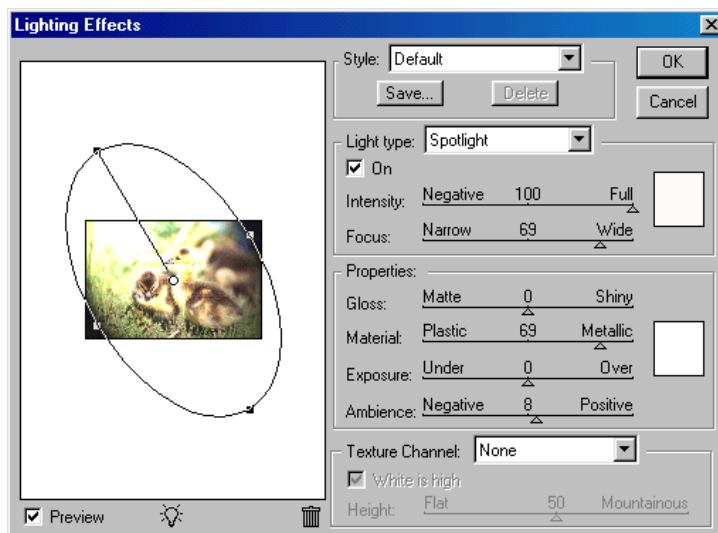 Lighting Effects
Style: Default
OK
Save... Delete
Cancel
Light type: Spotlight
On
Intensity: Negative 100 Full
Focus: Narrow 69 Wide
Properties:
Gloss: Matte 0 Shiny
Material: Plastic 69 Metallic
Exposure: Under 0 Over
Ambience: Negative 8 Positive
Texture Channel: None
White is high
Height: Flat 50 Mountainous
Preview